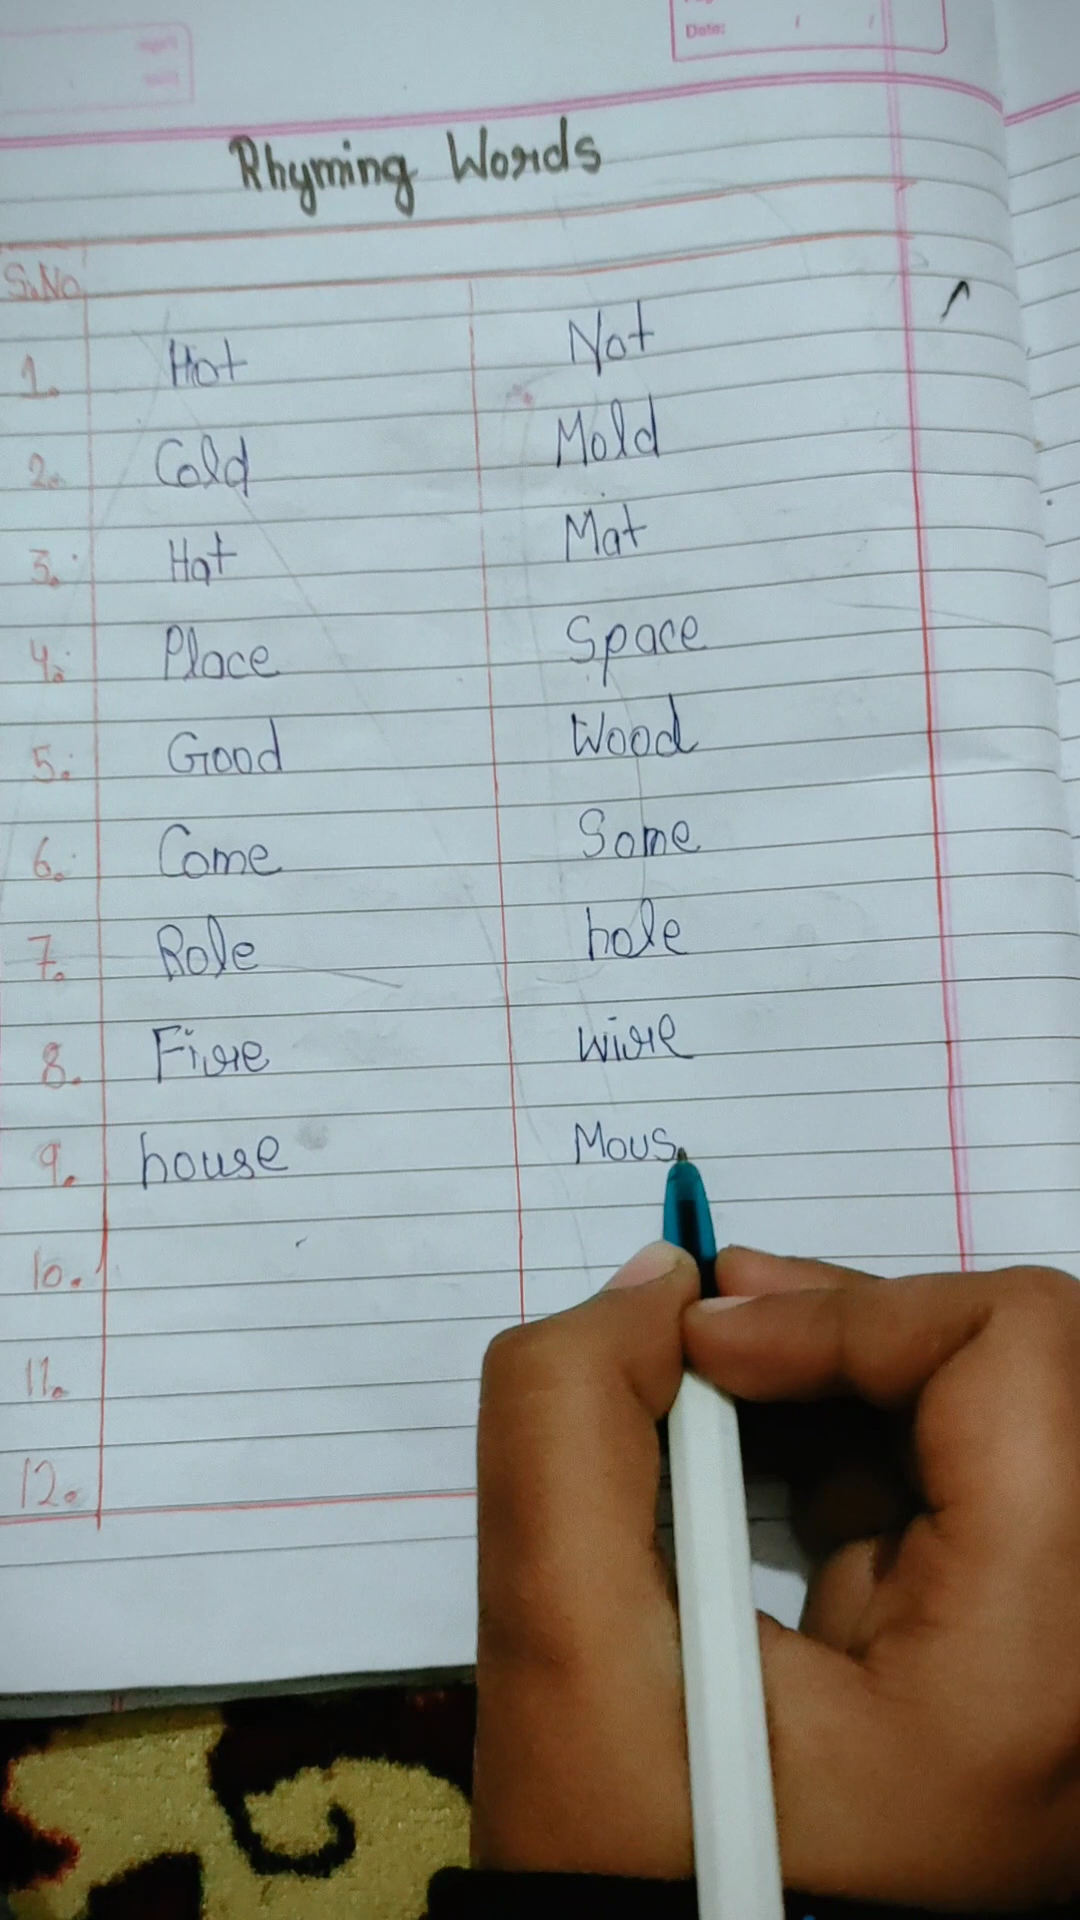 Date: / /
Rhyming Words
S.No.
1. Hot Not
2. Cold Mold
3. Hat Mat
4. Place Space
5. Good Wood
6. Come Some
7. Role hole
8. Fire wire
9. house Mous
10.
11.
12.